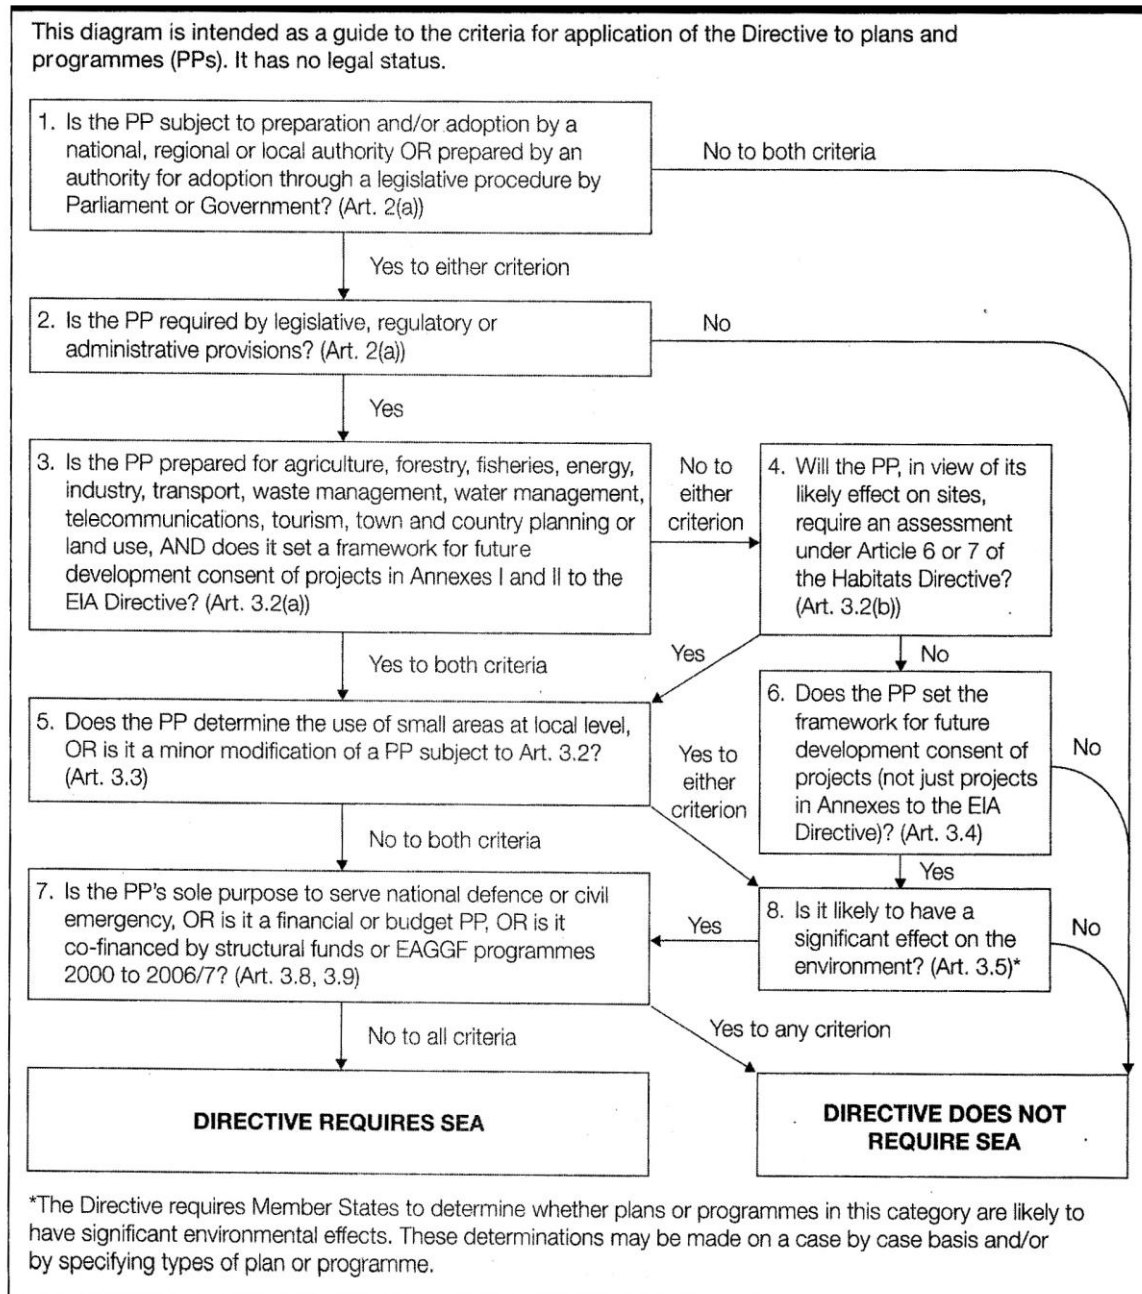 This diagram is intended as a guide to the criteria for application of the Directive to plans and
programmes (PPs). It has no legal status.
1. Is the PP subject to preparation and/or adoption by a
national, regional or local authority OR prepared by an
authority for adoption through a legislative procedure by
Parliament or Government? (Art. 2(a))
No to both criteria
Yes to either criterion
2. Is the PP required by legislative, regulatory or
administrative provisions? (Art. 2(a))
No
Yes
3. Is the PP prepared for agriculture, forestry, fisheries, energy,
industry, transport, waste management, water management,
telecommunications, tourism, town and country planning or
land use, AND does it set a framework for future
development consent of projects in Annexes I and II to the
EIA Directive? (Art. 3.2(a))
No to
either
criterion
4. Will the PP, in view of its
likely effect on sites,
require an assessment
under Article 6 or 7 of
the Habitats Directive?
(Art. 3.2(b))
Yes to both criteria
Yes
No
5. Does the PP determine the use of small areas at local level,
OR is it a minor modification of a PP subject to Art. 3.2?
(Art. 3.3)
Yes to
either
criterion
6. Does the PP set the
framework for future
development consent of
projects (not just projects
in Annexes to the EIA
Directive)? (Art. 3.4)
No
No to both criteria
Yes
7. Is the PP's sole purpose to serve national defence or civil
emergency, OR is it a financial or budget PP, OR is it
co-financed by structural funds or EAGGF programmes
2000 to 2006/7? (Art. 3.8, 3.9)
Yes
8. Is it likely to have a
significant effect on the
environment? (Art. 3.5)*
No
No to all criteria
Yes to any criterion
DIRECTIVE REQUIRES SEA
DIRECTIVE DOES NOT
REQUIRE SEA
*The Directive requires Member States to determine whether plans or programmes in this category are likely to
have significant environmental effects. These determinations may be made on a case by case basis and/or
by specifying types of plan or programme.